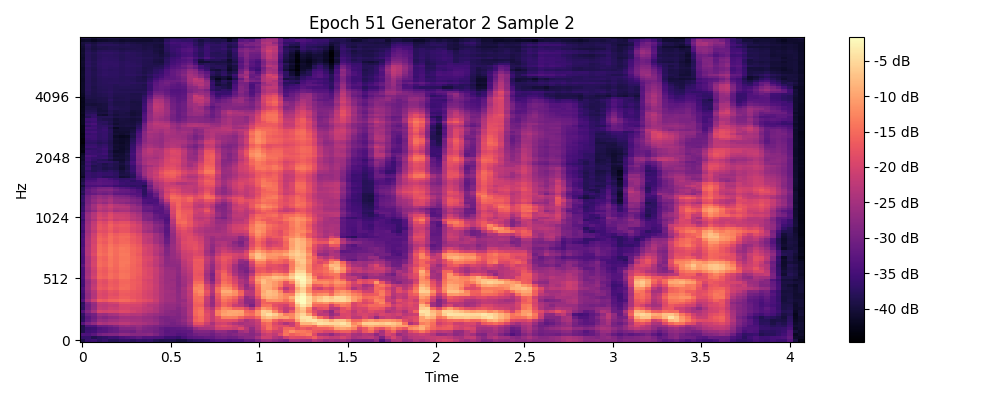 Epoch 51 Generator 2 Sample 2
Hz
4096
2048
1024
512
0
0 0.5 1 1.5 2 2.5 3 3.5 4
Time
-5 dB
-10 dB
-15 dB
-20 dB
-25 dB
-30 dB
-35 dB
-40 dB